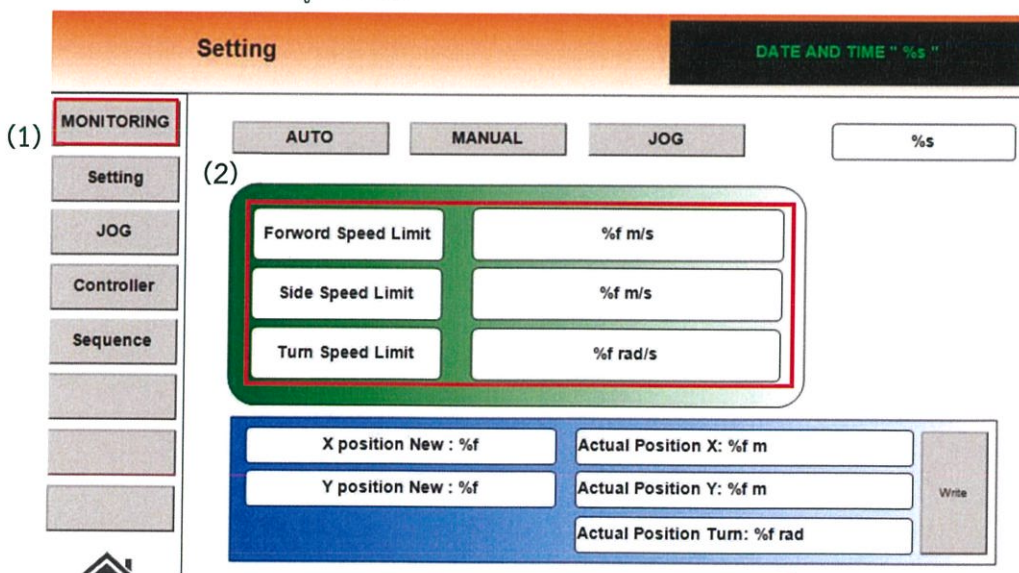 Setting
DATE AND TIME " %s "
(1)
MONITORING
AUTO
MANUAL
JOG
%s
Setting
(2)
JOG
Forword Speed Limit
%f m/s
Controller
Side Speed Limit
%f m/s
Sequence
Turn Speed Limit
%f rad/s
X position New : %f
Actual Position X: %f m
Y position New : %f
Actual Position Y: %f m
Write
Actual Position Turn: %f rad